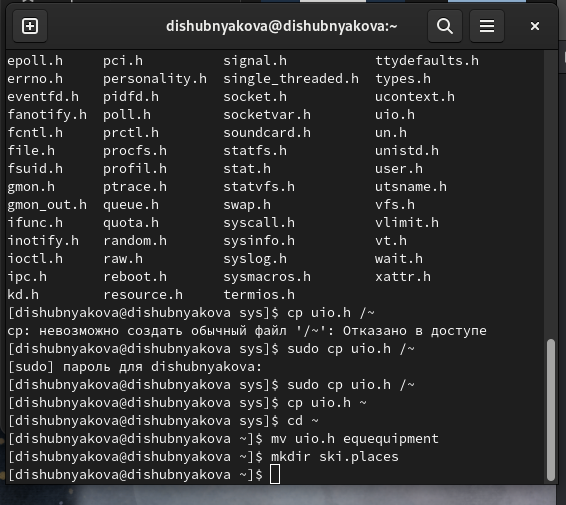 dishubnyakova@dishubnyakova:~
epoll.h pci.h signal.h ttydefaults.h
errno.h personality.h single_threaded.h types.h
eventfd.h pidfd.h socket.h ucontext.h
fanotify.h poll.h socketvar.h uio.h
fcntl.h prctl.h soundcard.h un.h
file.h procfs.h statfs.h unistd.h
fsuid.h profil.h stat.h user.h
gmon.h ptrace.h statvfs.h utsname.h
gmon_out.h queue.h swap.h vfs.h
ifunc.h quota.h syscall.h vlimit.h
inotify.h random.h sysinfo.h vt.h
ioctl.h raw.h syslog.h wait.h
ipc.h reboot.h sysmacros.h xattr.h
kd.h resource.h termios.h
[dishubnyakova@dishubnyakova sys]$ cp uio.h /~
cp: невозможно создать обычный файл '/~': Отказано в доступе
[dishubnyakova@dishubnyakova sys]$ sudo cp uio.h /~
[sudo] пароль для dishubnyakova:
[dishubnyakova@dishubnyakova sys]$ sudo cp uio.h /~
[dishubnyakova@dishubnyakova sys]$ cp uio.h ~
[dishubnyakova@dishubnyakova sys]$ cd ~
[dishubnyakova@dishubnyakova ~]$ mv uio.h equequipment
[dishubnyakova@dishubnyakova ~]$ mkdir ski.places
[dishubnyakova@dishubnyakova ~]$